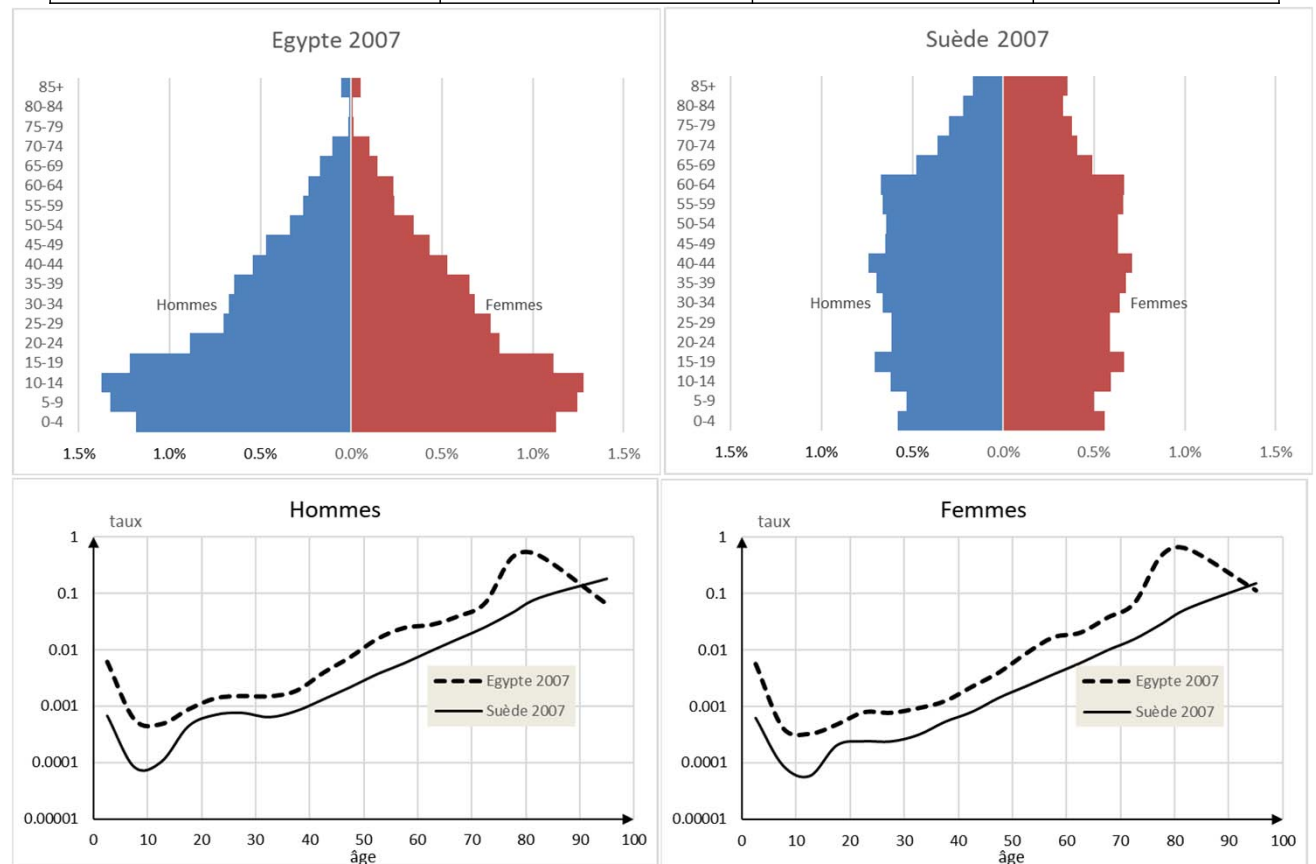 Egypte 2007
85+
80-84
75-79
70-74
65-69
60-64
55-59
50-54
45-49
40-44
35-39
30-34
25-29
20-24
15-19
10-14
5-9
0-4
Hommes
Femmes
1.5% 1.0% 0.5% 0.0% 0.5% 1.0% 1.5%
Suède 2007
85+
80-84
75-79
70-74
65-69
60-64
55-59
50-54
45-49
40-44
35-39
30-34
25-29
20-24
15-19
10-14
5-9
0-4
Hommes
Femmes
1.5% 1.0% 0.5% 0.0% 0.5% 1.0% 1.5%
Hommes
taux
1
0.1
0.01
0.001
0.0001
0.00001
Egypte 2007
Suède 2007
0 10 20 30 40 50 60 70 80 90 100
âge
Femmes
taux
1
0.1
0.01
0.001
0.0001
0.00001
Egypte 2007
Suède 2007
0 10 20 30 40 50 60 70 80 90 100
âge